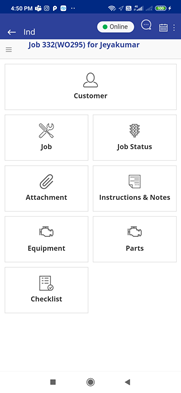 4:50 PM
Ind
Online
Job 332(WO295) for Jeyakumar
Customer
Job
Job Status
Attachment
Instructions & Notes
Equipment
Parts
Checklist